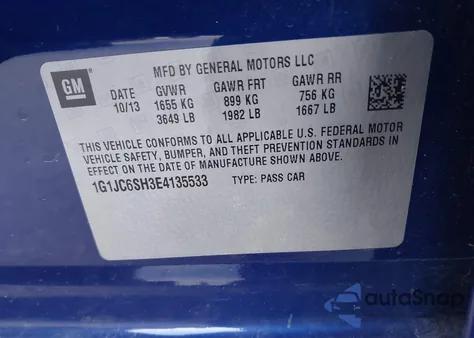 GM
MFD BY GENERAL MOTORS LLC
DATE GVWR GAWR FRT GAWR RR
10/13 1655 KG 899 KG 756 KG
3649 LB 1982 LB 1667 LB
THIS VEHICLE CONFORMS TO ALL APPLICABLE U.S. FEDERAL MOTOR
VEHICLE SAFETY, BUMPER, AND THEFT PREVENTION STANDARDS IN
EFFECT ON THE DATE OF MANUFACTURE SHOWN ABOVE.
1G1JC6SH3E4135533 TYPE: PASS CAR
autoSnap